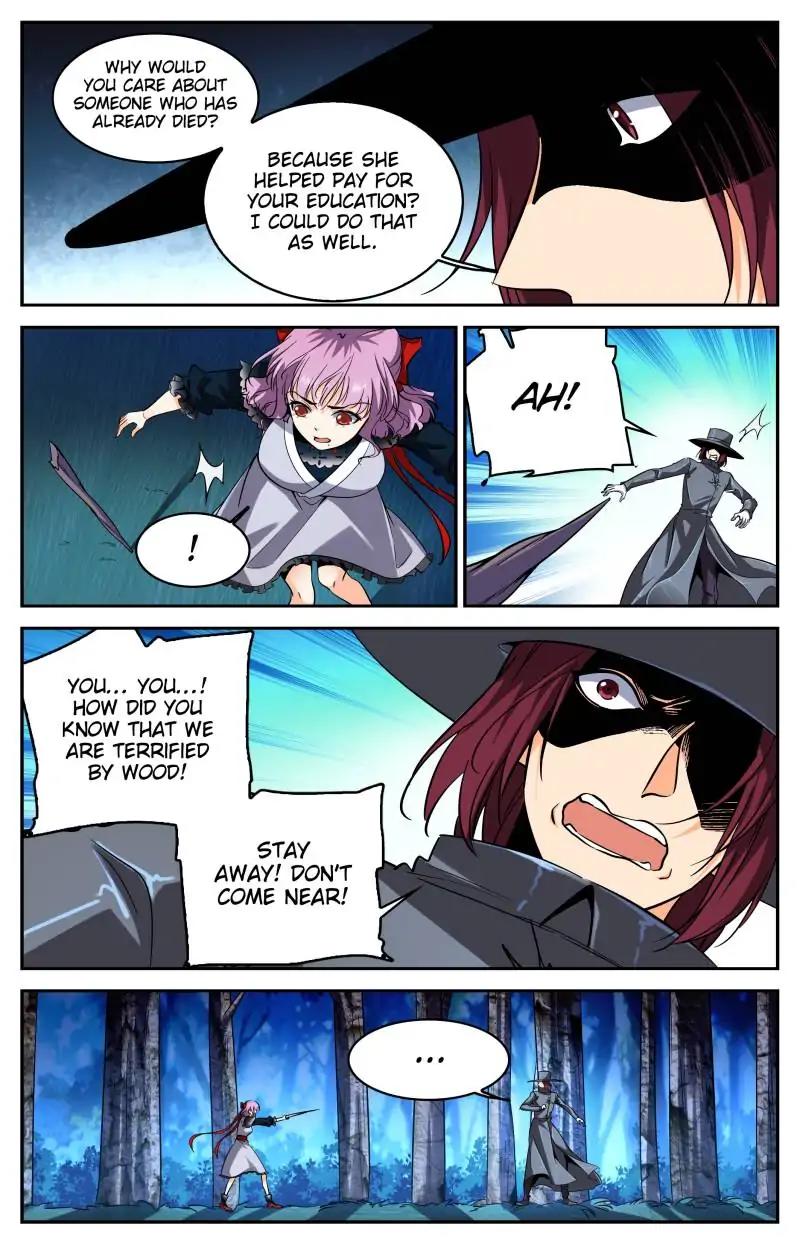 WHY WOULD
YOU CARE ABOUT
SOMEONE WHO HAS
ALREADY DIED?
BECAUSE SHE
HELPED PAY FOR
YOUR EDUCATION?
I COULD DO THAT
AS WELL.
!
AH!
YOU... YOU...!
HOW DID YOU
KNOW THAT WE
ARE TERRIFIED
BY WOOD!
STAY
AWAY! DON'T
COME NEAR!
...